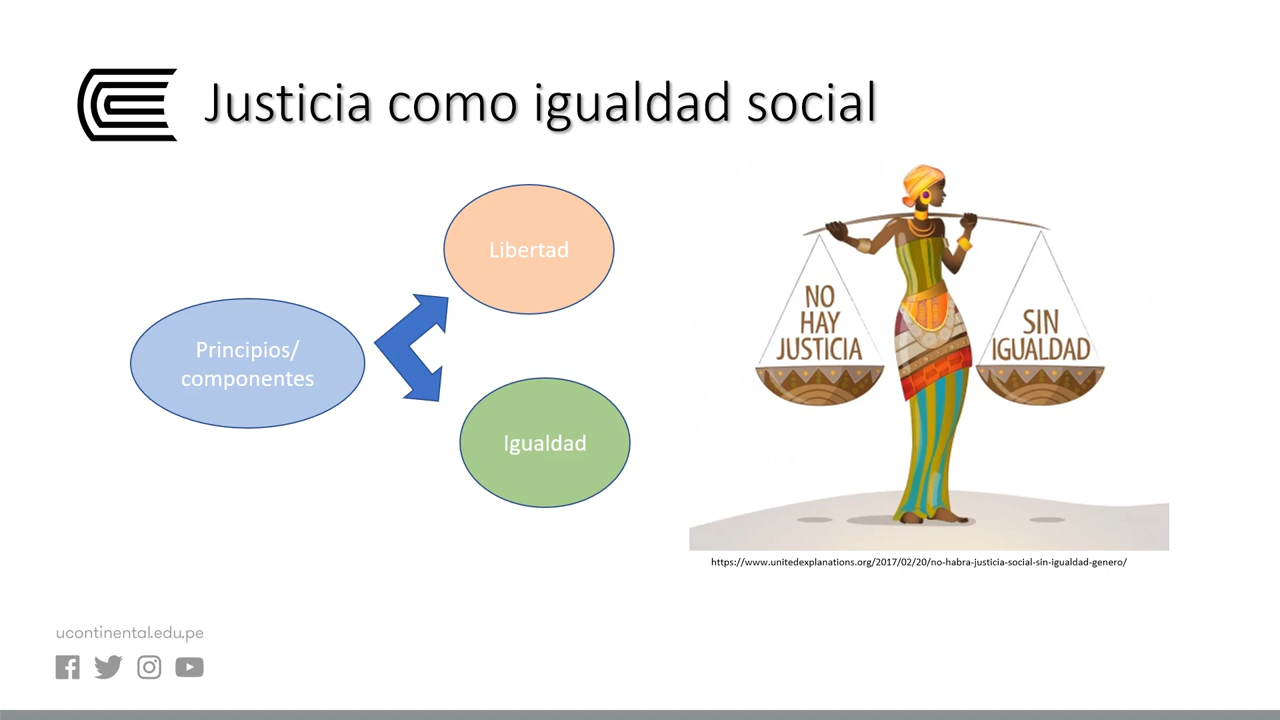 Justicia como igualdad social
Libertad
Principios/
componentes
Igualdad
NO
HAY
JUSTICIA
SIN
IGUALDAD
https://www.unitedexplanations.org/2017/02/20/no-habra-justicia-social-sin-igualdad-genero/
ucontinental.edu.pe